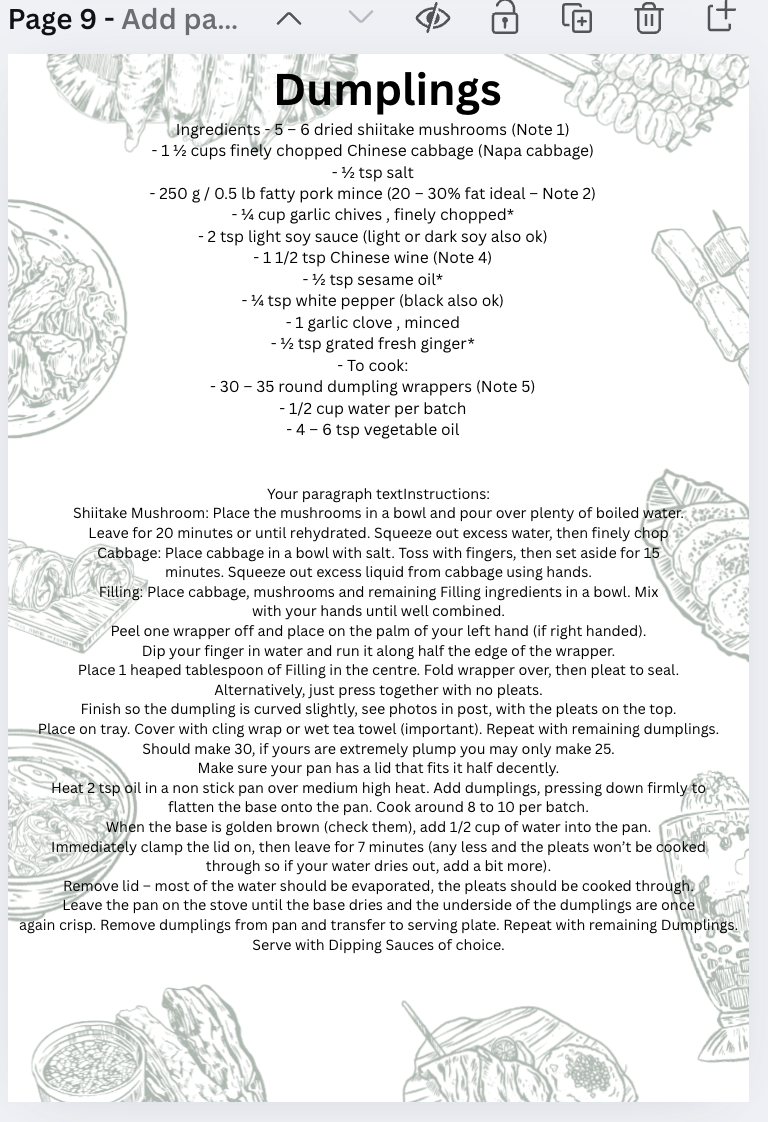 Page 9 - Add pa...
Dumplings
Ingredients - 5 – 6 dried shiitake mushrooms (Note 1)
- 1 ½ cups finely chopped Chinese cabbage (Napa cabbage)
- ½ tsp salt
- 250 g / 0.5 lb fatty pork mince (20 – 30% fat ideal – Note 2)
- ¼ cup garlic chives , finely chopped*
- 2 tsp light soy sauce (light or dark soy also ok)
- 1 1/2 tsp Chinese wine (Note 4)
- ½ tsp sesame oil*
- ¼ tsp white pepper (black also ok)
- 1 garlic clove , minced
- ½ tsp grated fresh ginger*
- To cook:
- 30 – 35 round dumpling wrappers (Note 5)
- 1/2 cup water per batch
- 4 – 6 tsp vegetable oil
Your paragraph textInstructions:
Shiitake Mushroom: Place the mushrooms in a bowl and pour over plenty of boiled water.
Leave for 20 minutes or until rehydrated. Squeeze out excess water, then finely chop
Cabbage: Place cabbage in a bowl with salt. Toss with fingers, then set aside for 15
minutes. Squeeze out excess liquid from cabbage using hands.
Filling: Place cabbage, mushrooms and remaining Filling ingredients in a bowl. Mix
with your hands until well combined.
Peel one wrapper off and place on the palm of your left hand (if right handed).
Dip your finger in water and run it along half the edge of the wrapper.
Place 1 heaped tablespoon of Filling in the centre. Fold wrapper over, then pleat to seal.
Alternatively, just press together with no pleats.
Finish so the dumpling is curved slightly, see photos in post, with the pleats on the top.
Place on tray. Cover with cling wrap or wet tea towel (important). Repeat with remaining dumplings.
Should make 30, if yours are extremely plump you may only make 25.
Make sure your pan has a lid that fits it half decently.
Heat 2 tsp oil in a non stick pan over medium high heat. Add dumplings, pressing down firmly to
flatten the base onto the pan. Cook around 8 to 10 per batch.
When the base is golden brown (check them), add 1/2 cup of water into the pan.
Immediately clamp the lid on, then leave for 7 minutes (any less and the pleats won’t be cooked
through so if your water dries out, add a bit more).
Remove lid – most of the water should be evaporated, the pleats should be cooked through.
Leave the pan on the stove until the base dries and the underside of the dumplings are once
again crisp. Remove dumplings from pan and transfer to serving plate. Repeat with remaining Dumplings.
Serve with Dipping Sauces of choice.